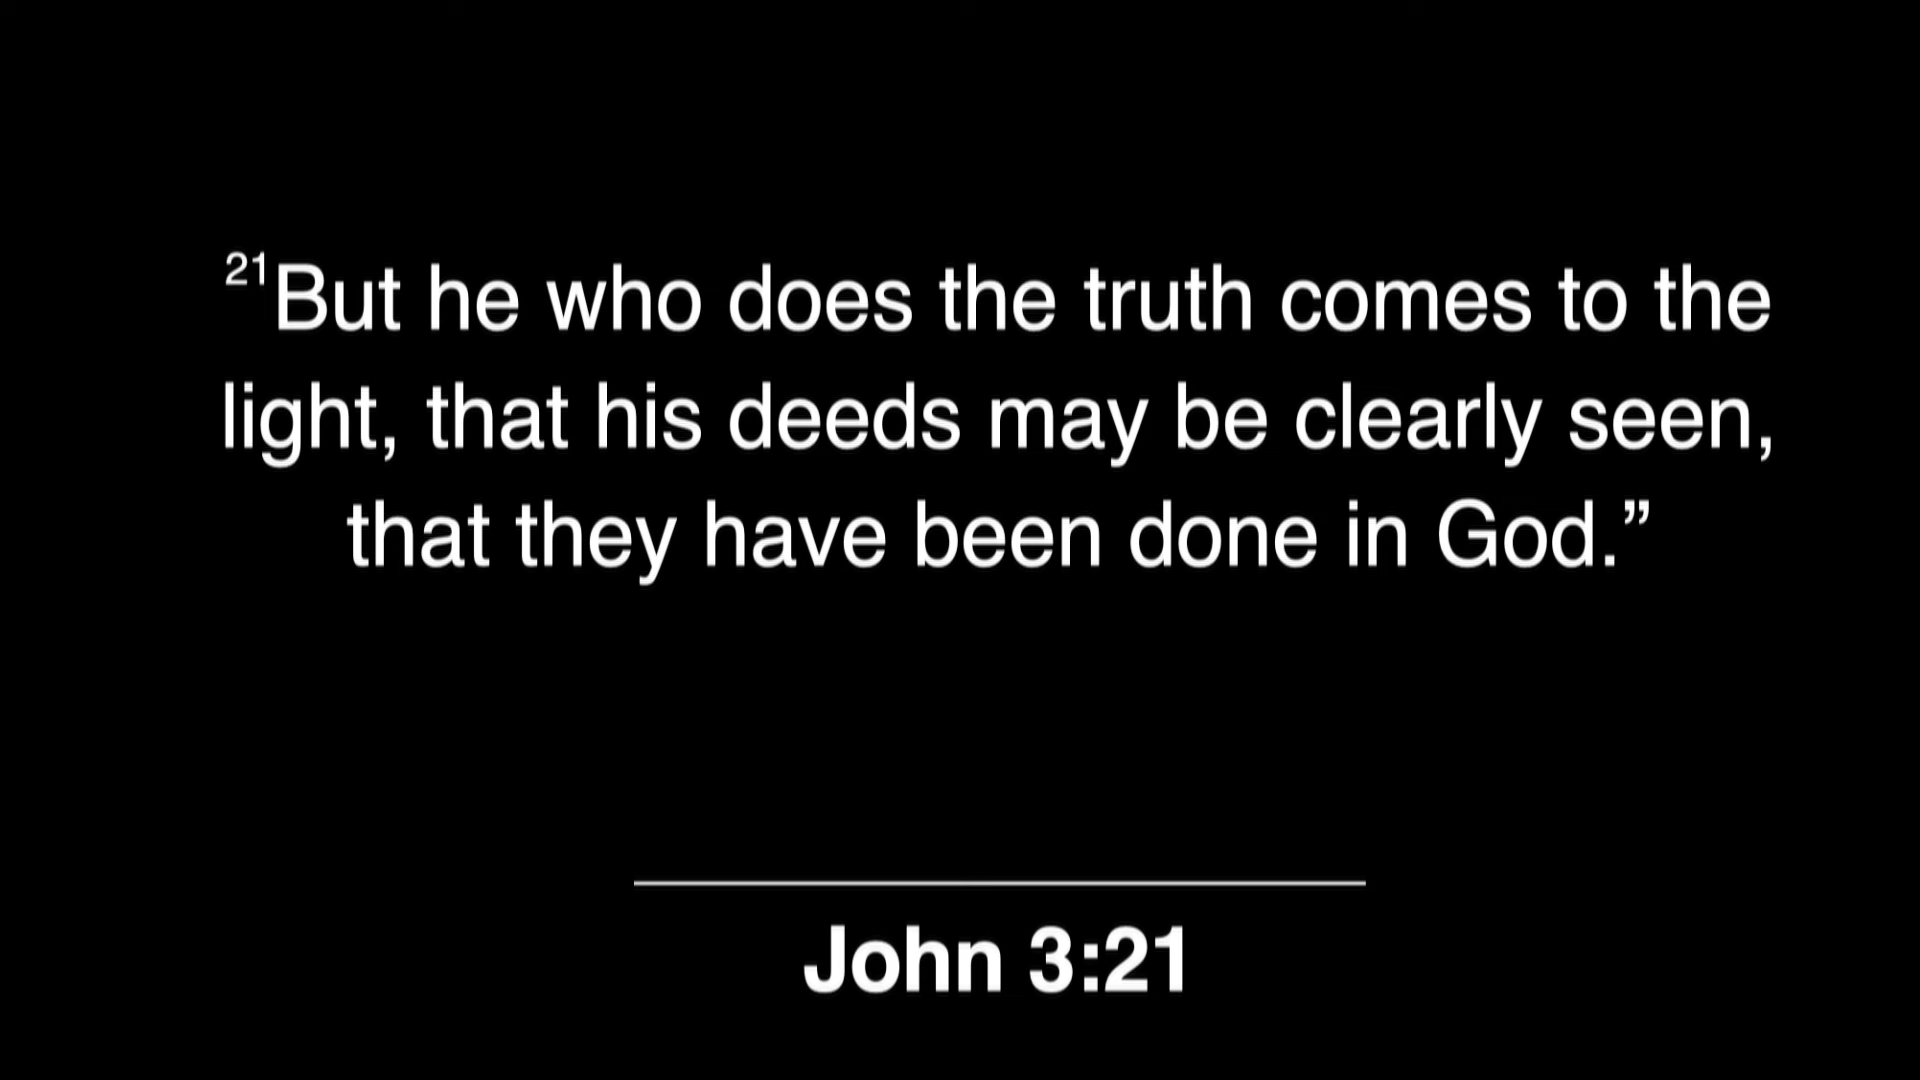 ²¹But he who does the truth comes to the
light, that his deeds may be clearly seen,
that they have been done in God.”
John 3:21